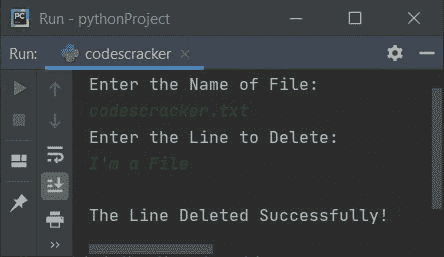 PC
Run - pythonProject
Run:
codescracker
Enter the Name of File:
codescracker.txt
Enter the Line to Delete:
I'm a File
The Line Deleted Successfully!